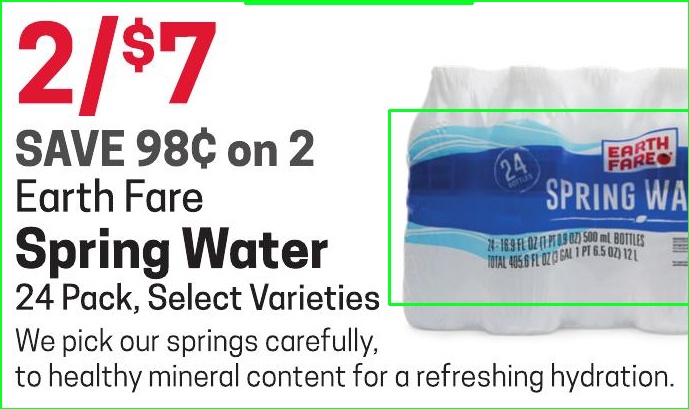 2/$7
SAVE 98¢ on 2
Earth Fare
Spring Water
24 Pack, Select Varieties
We pick our springs carefully,
to healthy mineral content for a refreshing hydration.
24
BOTTLES
EARTH
FARE
SPRING WA
24 - 16.9 FL OZ (1 PT 0.9 OZ) 500 mL BOTTLES
TOTAL 405.6 FL OZ (3 GAL 1 PT 6.5 OZ) 12 L